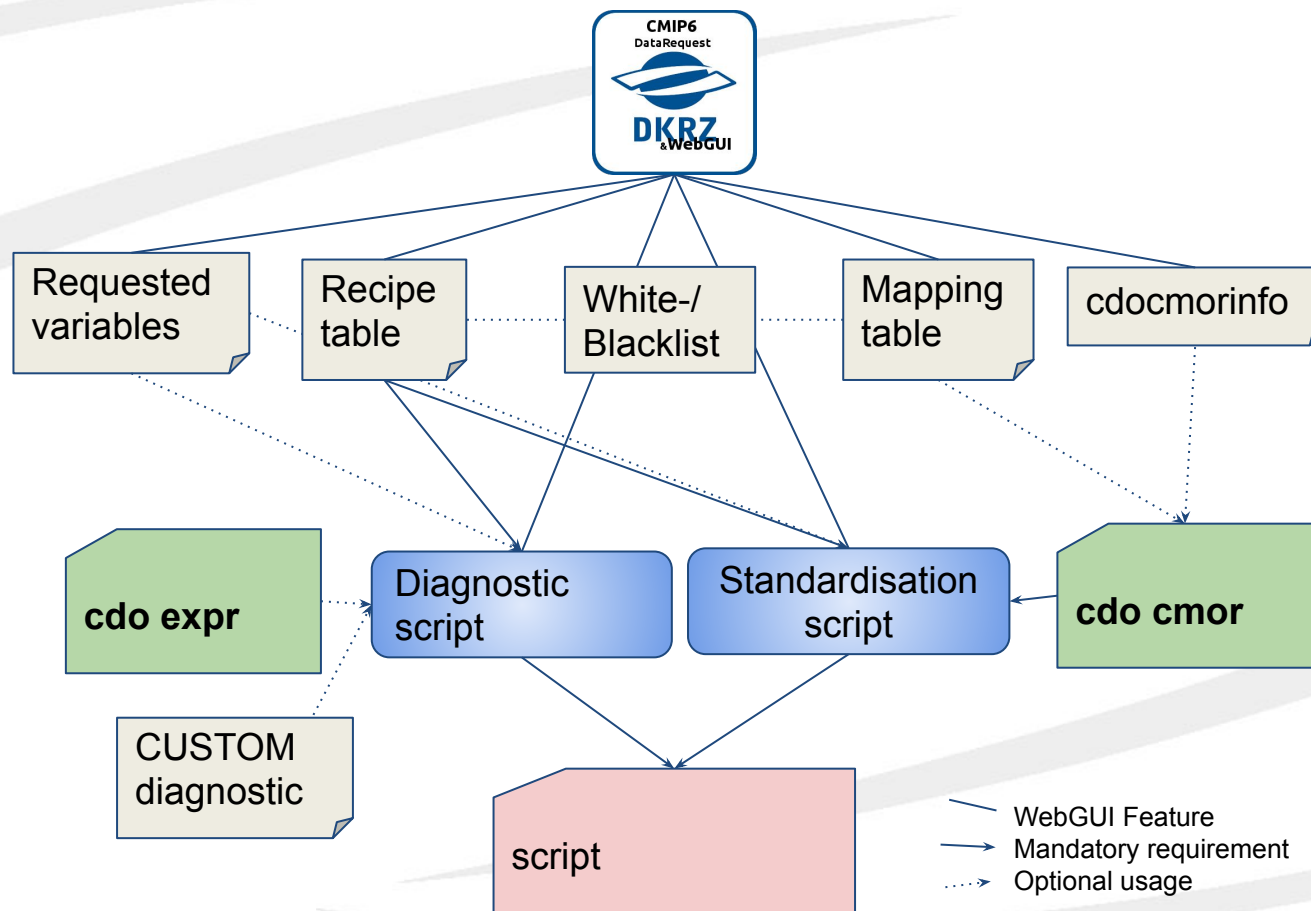 CMIP6
DataRequest
DKRZ
&WebGUI
Requested
variables
Recipe
table
White-/
Blacklist
Mapping
table
cdocmorinfo
cdo expr
Diagnostic
script
Standardisation
script
cdo cmor
CUSTOM
diagnostic
script
WebGUI Feature
Mandatory requirement
Optional usage